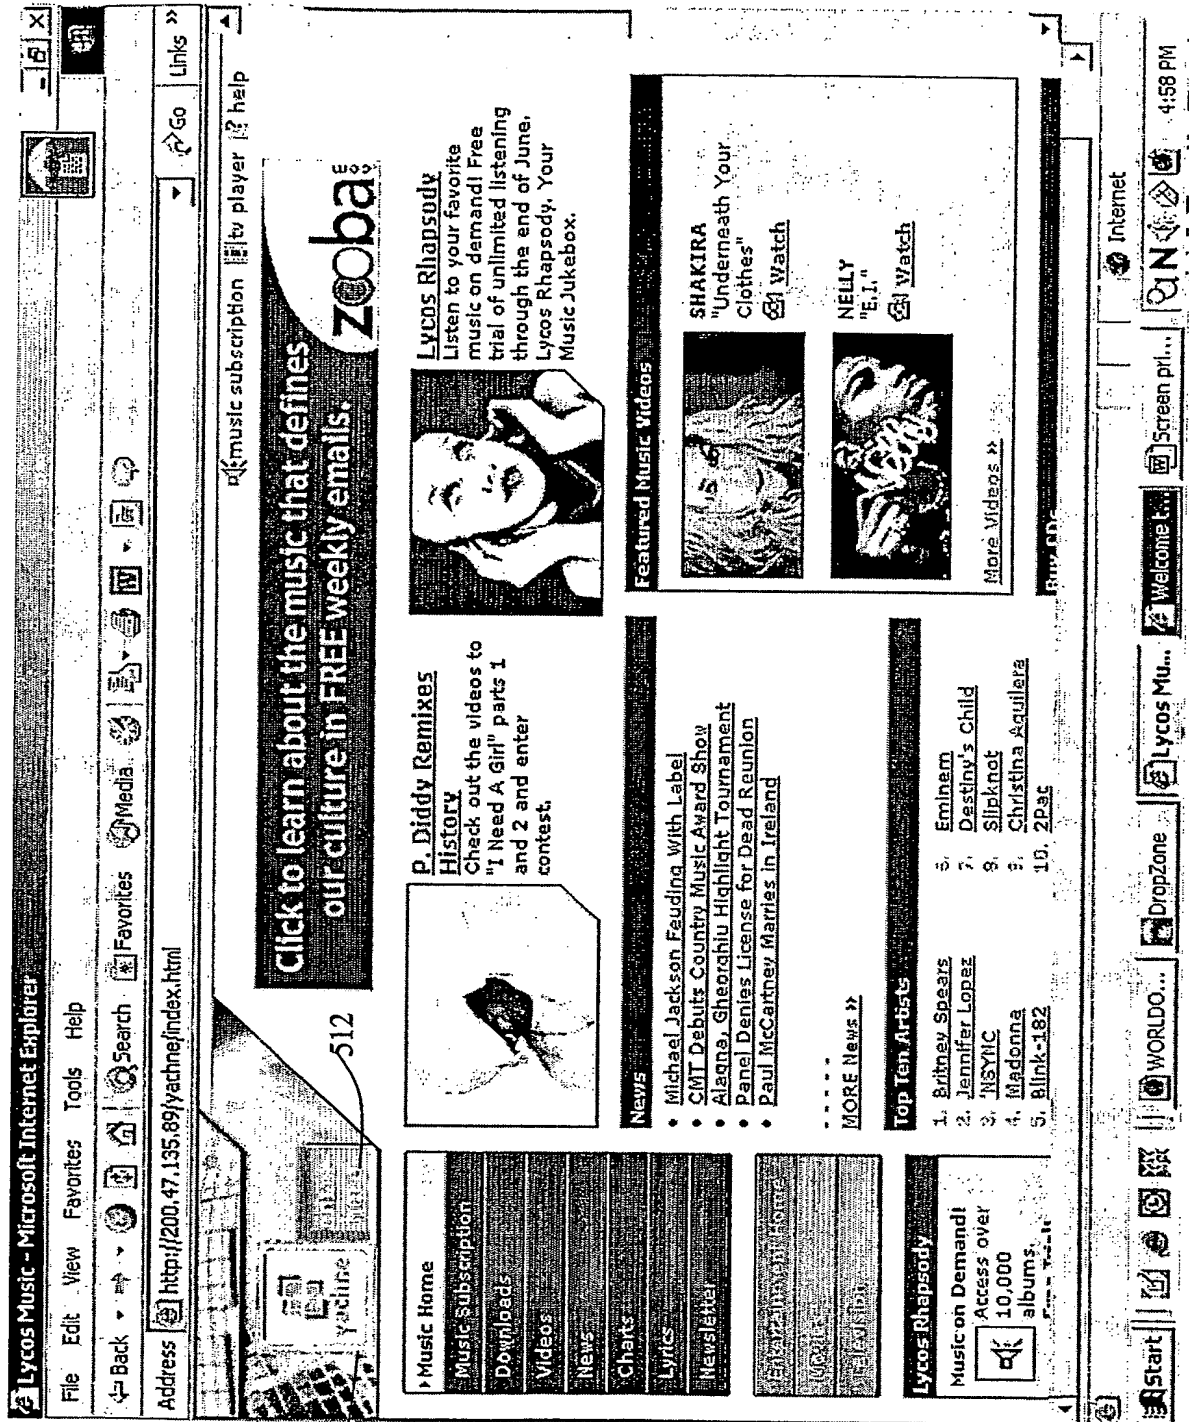 Lycos Music - Microsoft Internet Explorer
File Edit View Favorites Tools Help
Back Search Favorites Media
Address http://200.47.135.89/yachne/index.html Go Links »
yachne
512
music subscription tv player help
Click to learn about the music that defines
our culture in FREE weekly emails.
zooba
Music Home
Music subscription
Downloads
Videos
News
Charts
Lyrics
Newsletter
Entertainment Home
Movies
Television
Lycos Rhapsody
Music on Demand!
Access over
10,000
albums.
P. Diddy Remixes
History
Check out the videos to
"I Need A Girl" parts 1
and 2 and enter
contest.
Lycos Rhapsody
Listen to your favorite
music on demand! Free
trial of unlimited listening
through the end of June.
Lycos Rhapsody. Your
Music Jukebox.
News
• Michael Jackson Feuding With Label
• CMT Debuts Country Music Award Show
• Alagna, Gheorghiu Highlight Tournament
• Panel Denies License for Dead Reunion
• Paul McCartney Marries in Ireland
-----
MORE News »
Top Ten Artists
1. Britney Spears
2. Jennifer Lopez
3. 'NSYNC
4. Madonna
5. Blink-182
6. Eminem
7. Destiny's Child
8. Slipknot
9. Christina Aguilera
10. 2Pac
Featured Music Videos
SHAKIRA
"Underneath Your
Clothes"
Watch
NELLY
"E.I."
Watch
More Videos »
Buy CDs
Internet
Start WORLDO... DropZone Lycos Mu... Welcome t... Screen pri... 4:58 PM